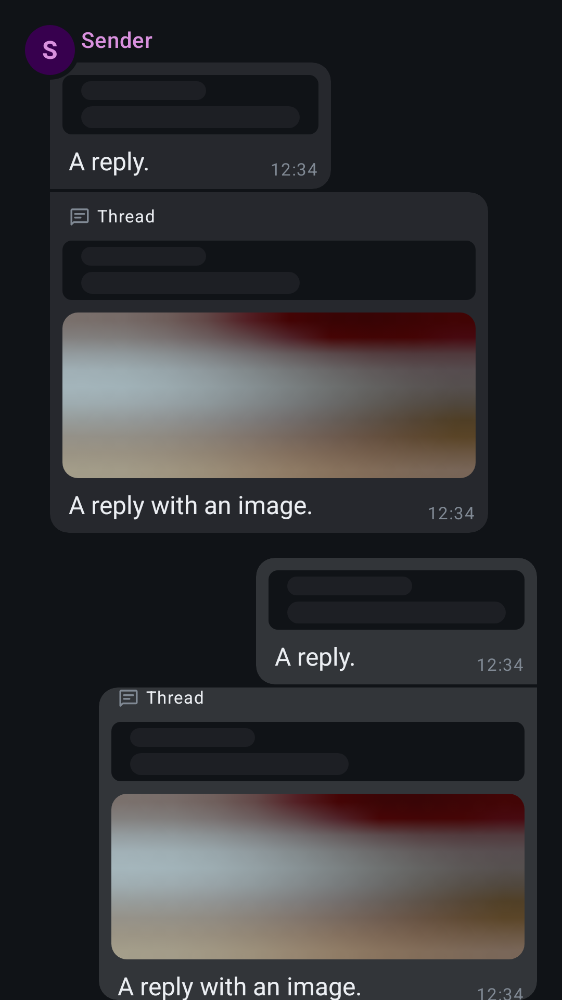 S
Sender
A reply.
12:34
Thread
A reply with an image.
12:34
A reply.
12:34
Thread
A reply with an image.
12:34